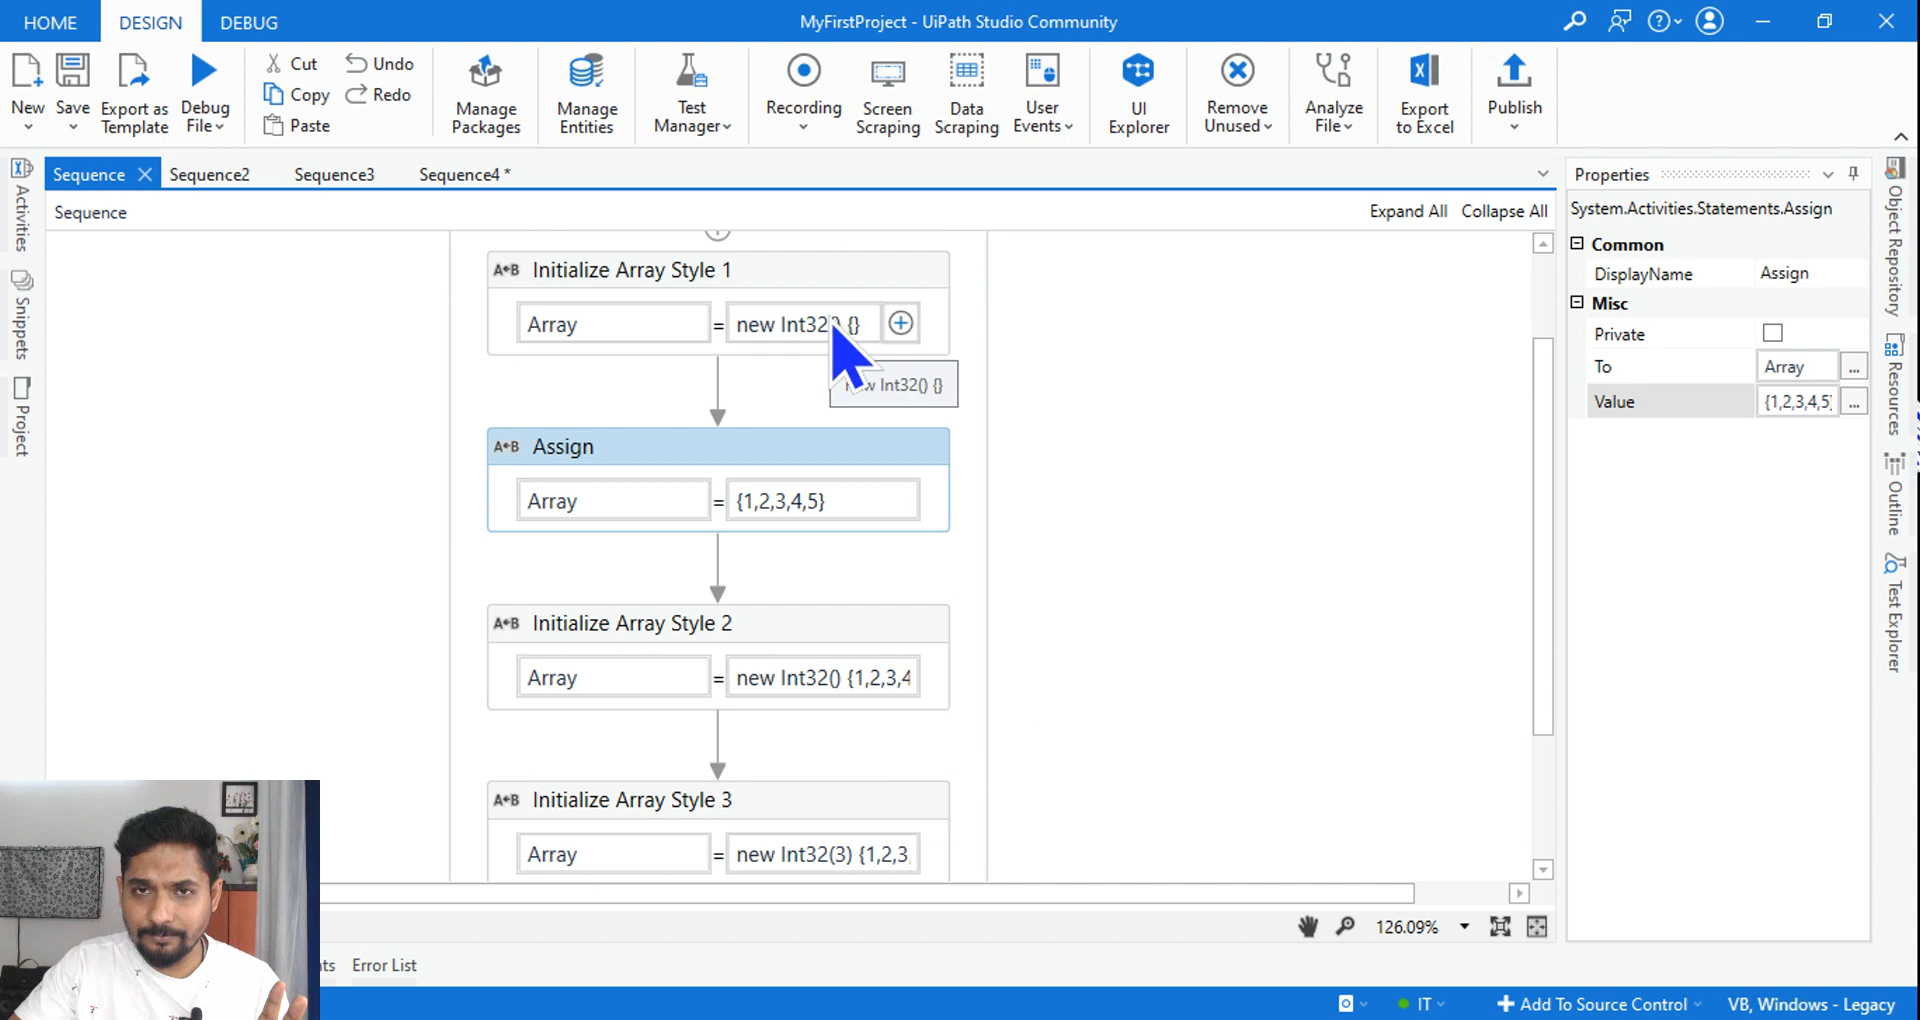 HOME DESIGN DEBUG MyFirstProject - UiPath Studio Community
New Save Export as Template Debug File Cut Copy Paste Undo Redo Manage Packages Manage Entities Test Manager Recording Screen Scraping Data Scraping User Events UI Explorer Remove Unused Analyze File Export to Excel Publish
Sequence Sequence2 Sequence3 Sequence4 *
Sequence Expand All Collapse All
Activities
Snippets
Project
Initialize Array Style 1
Array = new Int32() {}
new Int32() {}
Assign
Array = {1,2,3,4,5}
Initialize Array Style 2
Array = new Int32() {1,2,3,4
Initialize Array Style 3
Array = new Int32(3) {1,2,3,
126.09%
Properties
System.Activities.Statements.Assign
Common
DisplayName Assign
Misc
Private
To Array ...
Value {1,2,3,4,5} ...
Object Repository
Resources
Outline
Test Explorer
nts Error List
IT Add To Source Control VB, Windows - Legacy